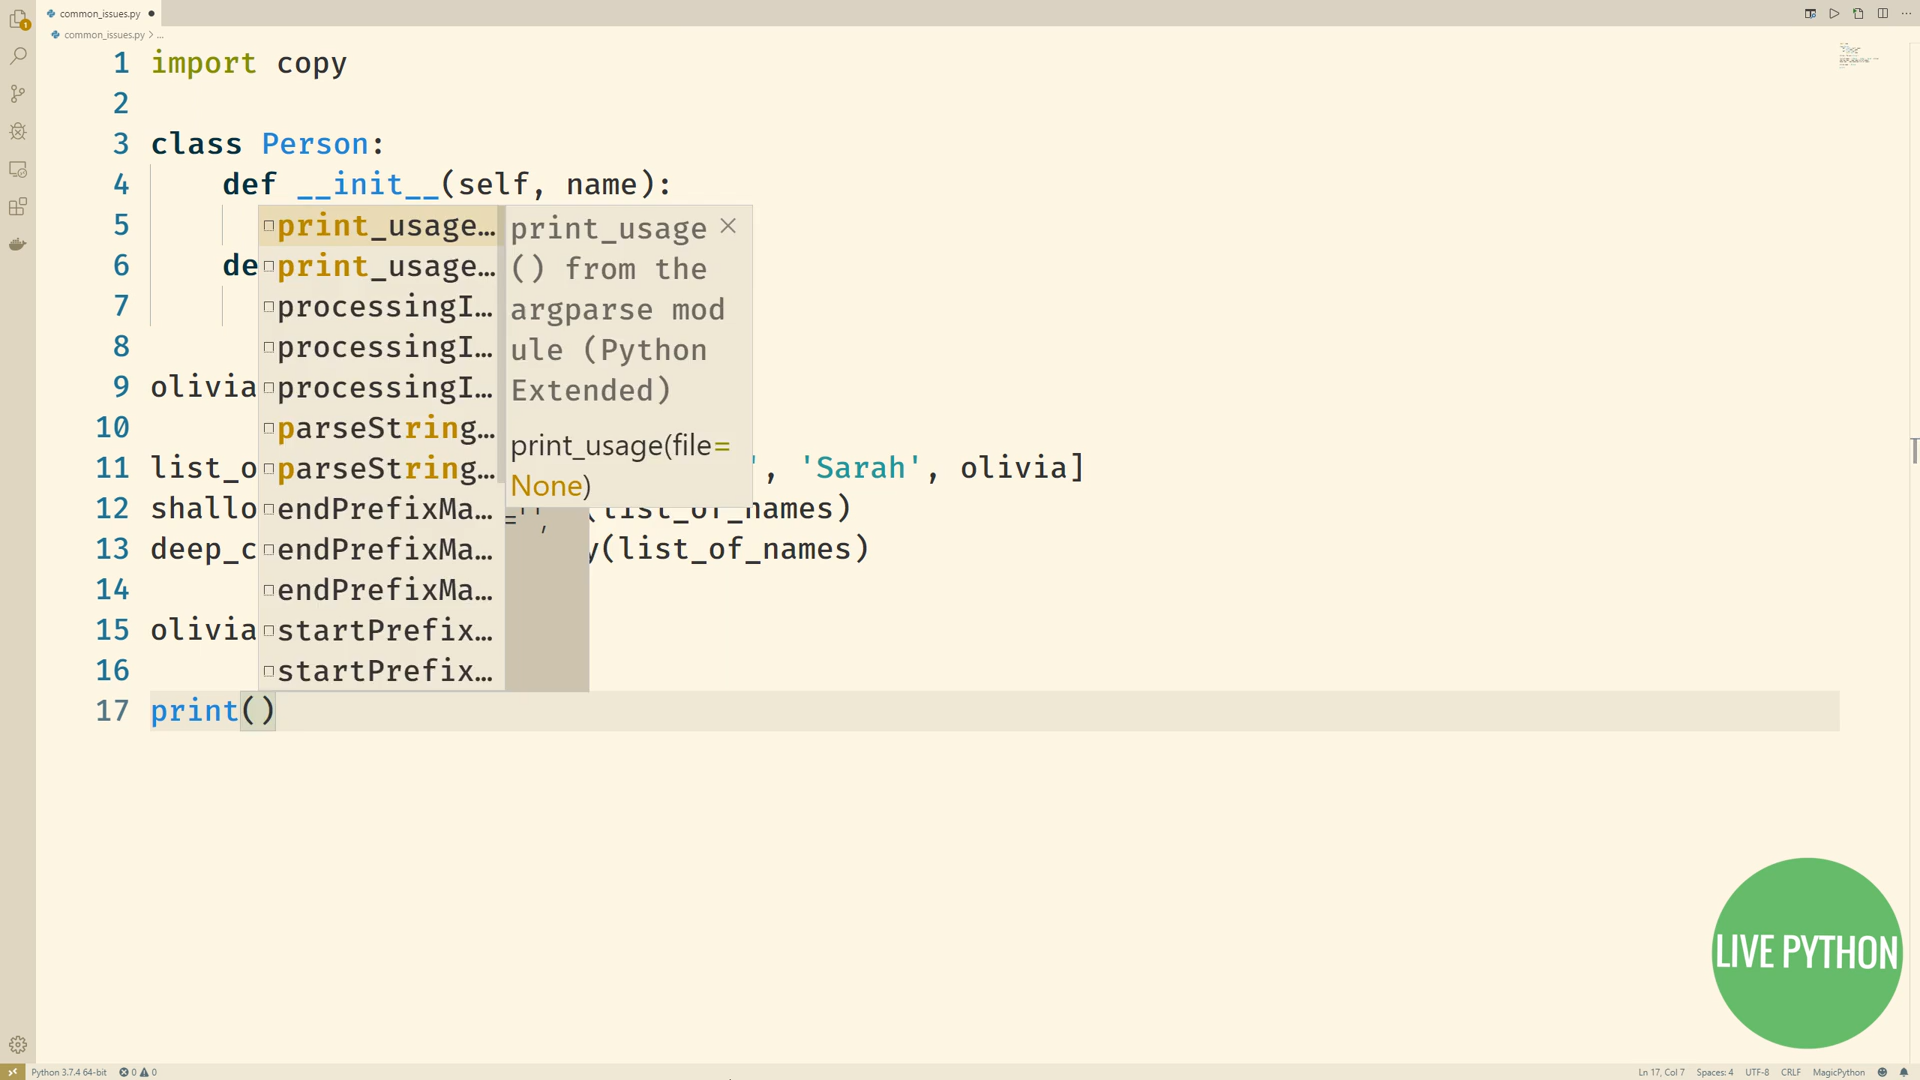 common_issues.py
common_issues.py > ...
1 import copy
2
3 class Person:
4 def __init__(self, name):
5
6 de
7
8
9 olivia
10
11 list_o ', 'Sarah', olivia]
12 shallo (list_of_names)
13 deep_c y(list_of_names)
14
15 olivia
16
17 print()
print_usage...
print_usage...
processingI...
processingI...
processingI...
parseString...
parseString...
endPrefixMa...
endPrefixMa...
endPrefixMa...
startPrefix...
startPrefix...
print_usage
() from the
argparse mod
ule (Python
Extended)
print_usage(file=
None)
='',
LIVE PYTHON
Python 3.7.4 64-bit 0 0
Ln 17, Col 7 Spaces: 4 UTF-8 CRLF MagicPython
1